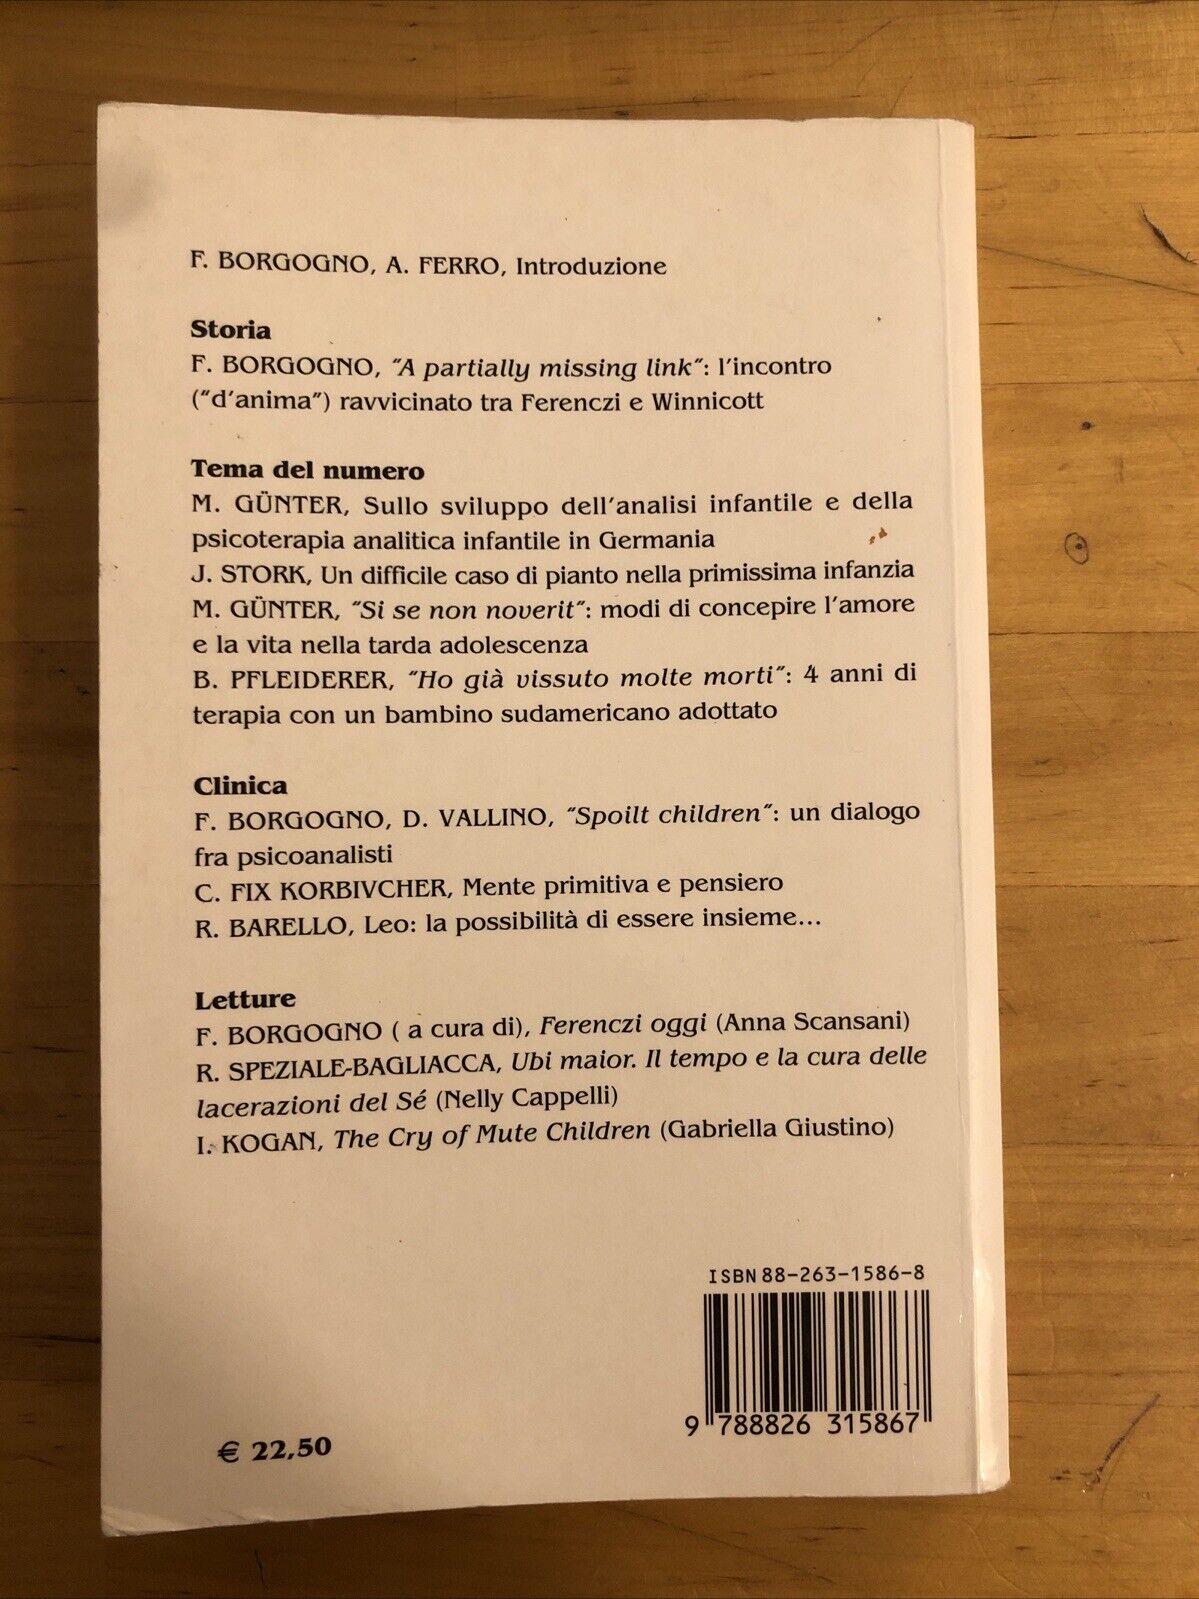 F. BORGOGNO, A. FERRO, Introduzione
Storia
F. BORGOGNO, "A partially missing link": l'incontro
("d'anima") ravvicinato tra Ferenczi e Winnicott
Tema del numero
M. GÜNTER, Sullo sviluppo dell'analisi infantile e della
psicoterapia analitica infantile in Germania
J. STORK, Un difficile caso di pianto nella primissima infanzia
M. GÜNTER, "Si se non noverit": modi di concepire l'amore
e la vita nella tarda adolescenza
B. PFLEIDERER, "Ho già vissuto molte morti": 4 anni di
terapia con un bambino sudamericano adottato
Clinica
F. BORGOGNO, D. VALLINO, "Spoilt children": un dialogo
fra psicoanalisti
C. FIX KORBIVCHER, Mente primitiva e pensiero
R. BARELLO, Leo: la possibilità di essere insieme...
Letture
F. BORGOGNO ( a cura di), Ferenczi oggi (Anna Scansani)
R. SPEZIALE-BAGLIACCA, Ubi maior. Il tempo e la cura delle
lacerazioni del Sé (Nelly Cappelli)
I. KOGAN, The Cry of Mute Children (Gabriella Giustino)
ISBN 88-263-1586-8
9 788826 315867
€ 22,50